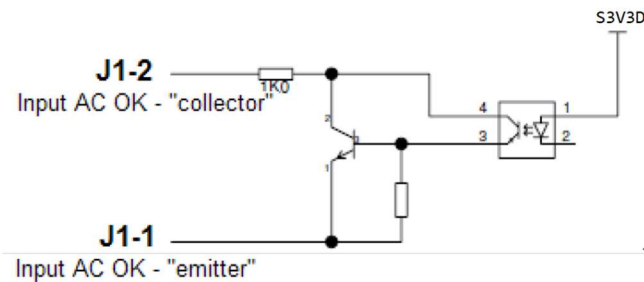 S3V3D
J1-2
1K0
Input AC OK - "collector"
2
4
1
3
2
1
J1-1
Input AC OK - "emitter"